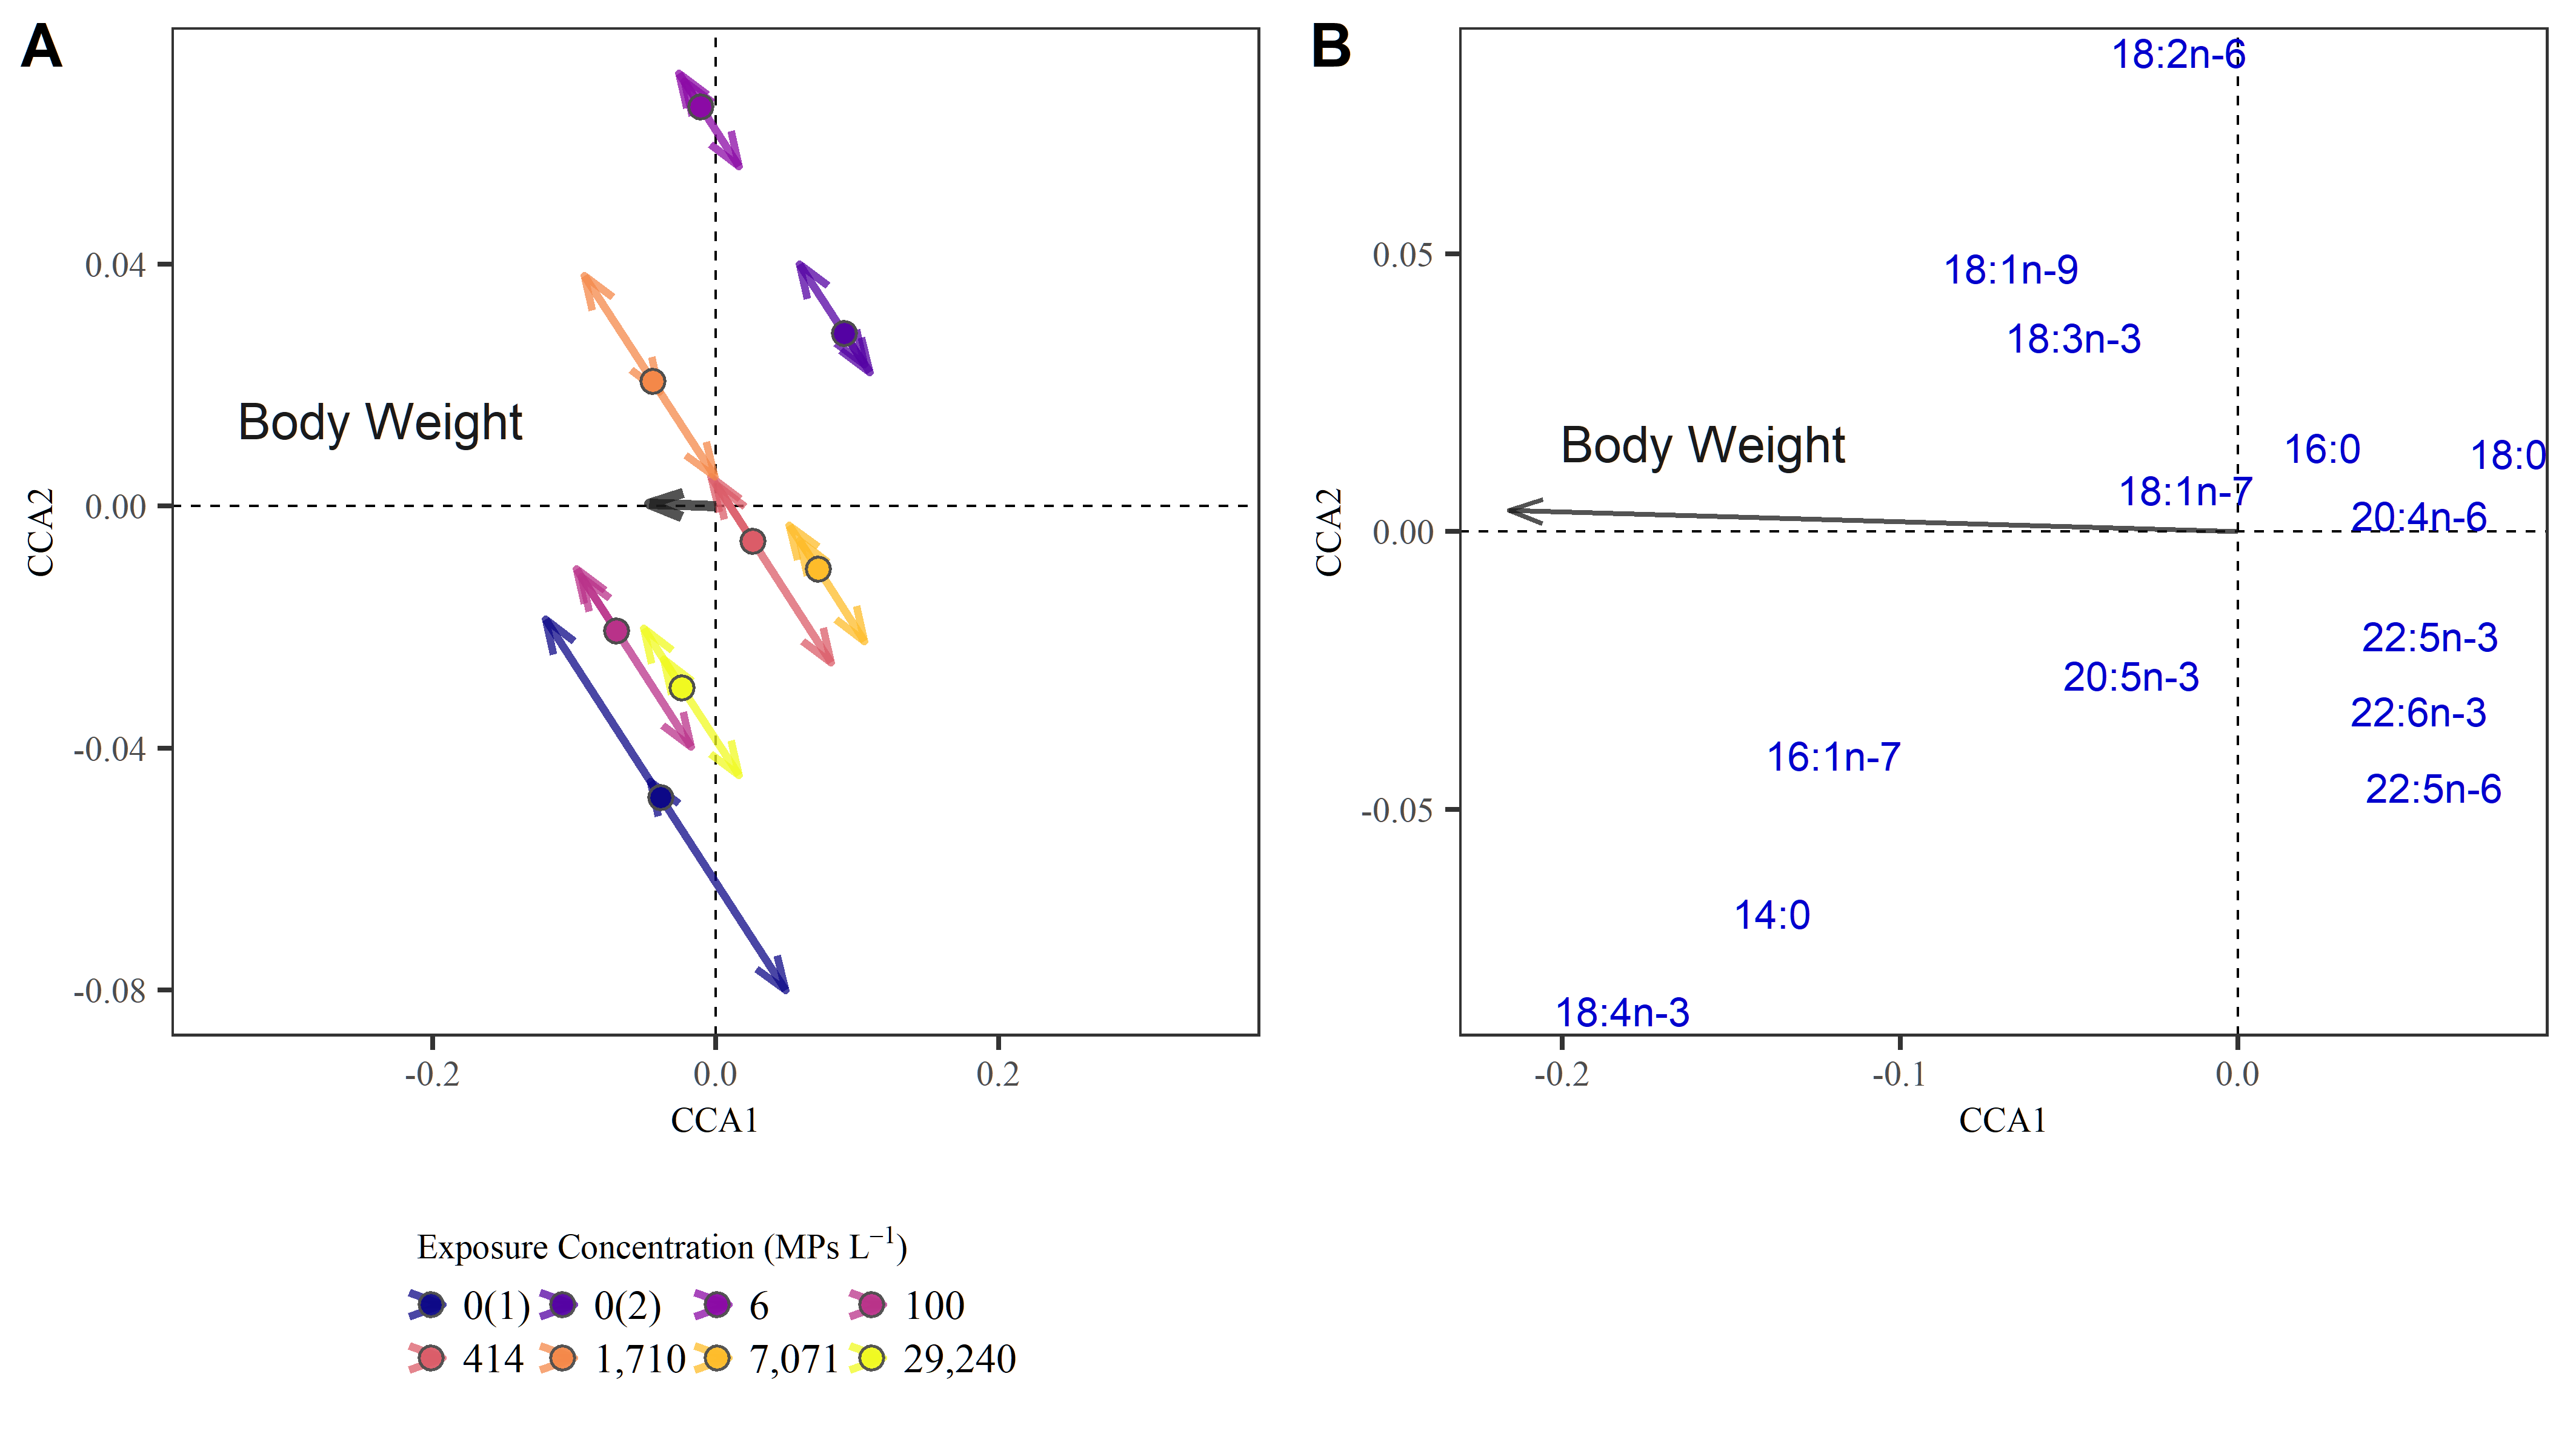 A
0.04
0.00
-0.04
-0.08
CCA2
Body Weight
-0.2
0.0
0.2
CCA1
B
0.05
0.00
-0.05
CCA2
18:2n-6
18:1n-9
18:3n-3
Body Weight
16:0
18:0
18:1n-7
20:4n-6
22:5n-3
20:5n-3
22:6n-3
16:1n-7
22:5n-6
14:0
18:4n-3
-0.2
-0.1
0.0
CCA1
Exposure Concentration (MPs L⁻¹)
0(1) 0(2) 6 100
414 1,710 7,071 29,240